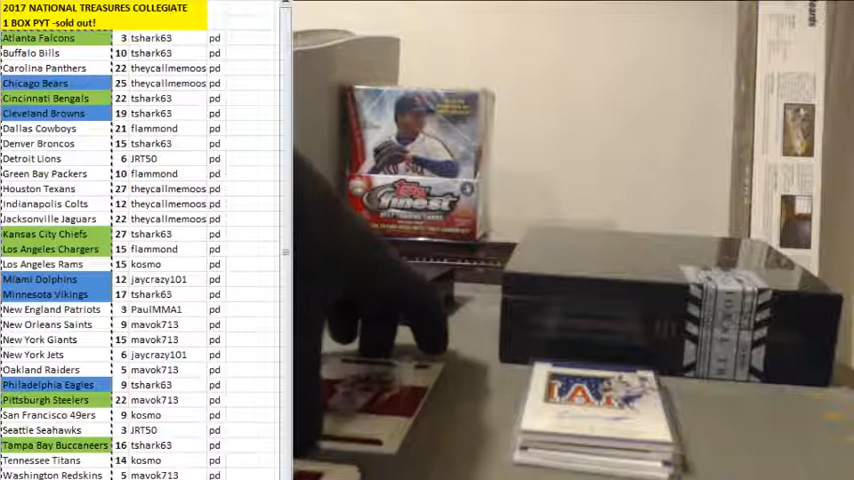 2017 NATIONAL TREASURES COLLEGIATE
1 BOX PYT -sold out!
Atlanta Falcons 3 tshark63 pd
Buffalo Bills 10 tshark63 pd
Carolina Panthers 22 theycallmemoos pd
Chicago Bears 25 theycallmemoos pd
Cincinnati Bengals 22 tshark63 pd
Cleveland Browns 19 tshark63 pd
Dallas Cowboys 21 flammond pd
Denver Broncos 15 tshark63 pd
Detroit Lions 6 JRT50 pd
Green Bay Packers 10 flammond pd
Houston Texans 27 theycallmemoos pd
Indianapolis Colts 12 theycallmemoos pd
Jacksonville Jaguars 22 theycallmemoos pd
Kansas City Chiefs 27 tshark63 pd
Los Angeles Chargers 15 flammond pd
Los Angeles Rams 15 kosmo pd
Miami Dolphins 12 jaycrazy101 pd
Minnesota Vikings 17 tshark63 pd
New England Patriots 3 PaulMMA1 pd
New Orleans Saints 9 mavok713 pd
New York Giants 15 mavok713 pd
New York Jets 6 jaycrazy101 pd
Oakland Raiders 5 mavok713 pd
Philadelphia Eagles 9 tshark63 pd
Pittsburgh Steelers 22 mavok713 pd
San Francisco 49ers 9 kosmo pd
Seattle Seahawks 3 JRT50 pd
Tampa Bay Buccaneers 16 tshark63 pd
Tennessee Titans 14 kosmo pd
Washington Redskins 5 mavok713 pd
Topps
finest